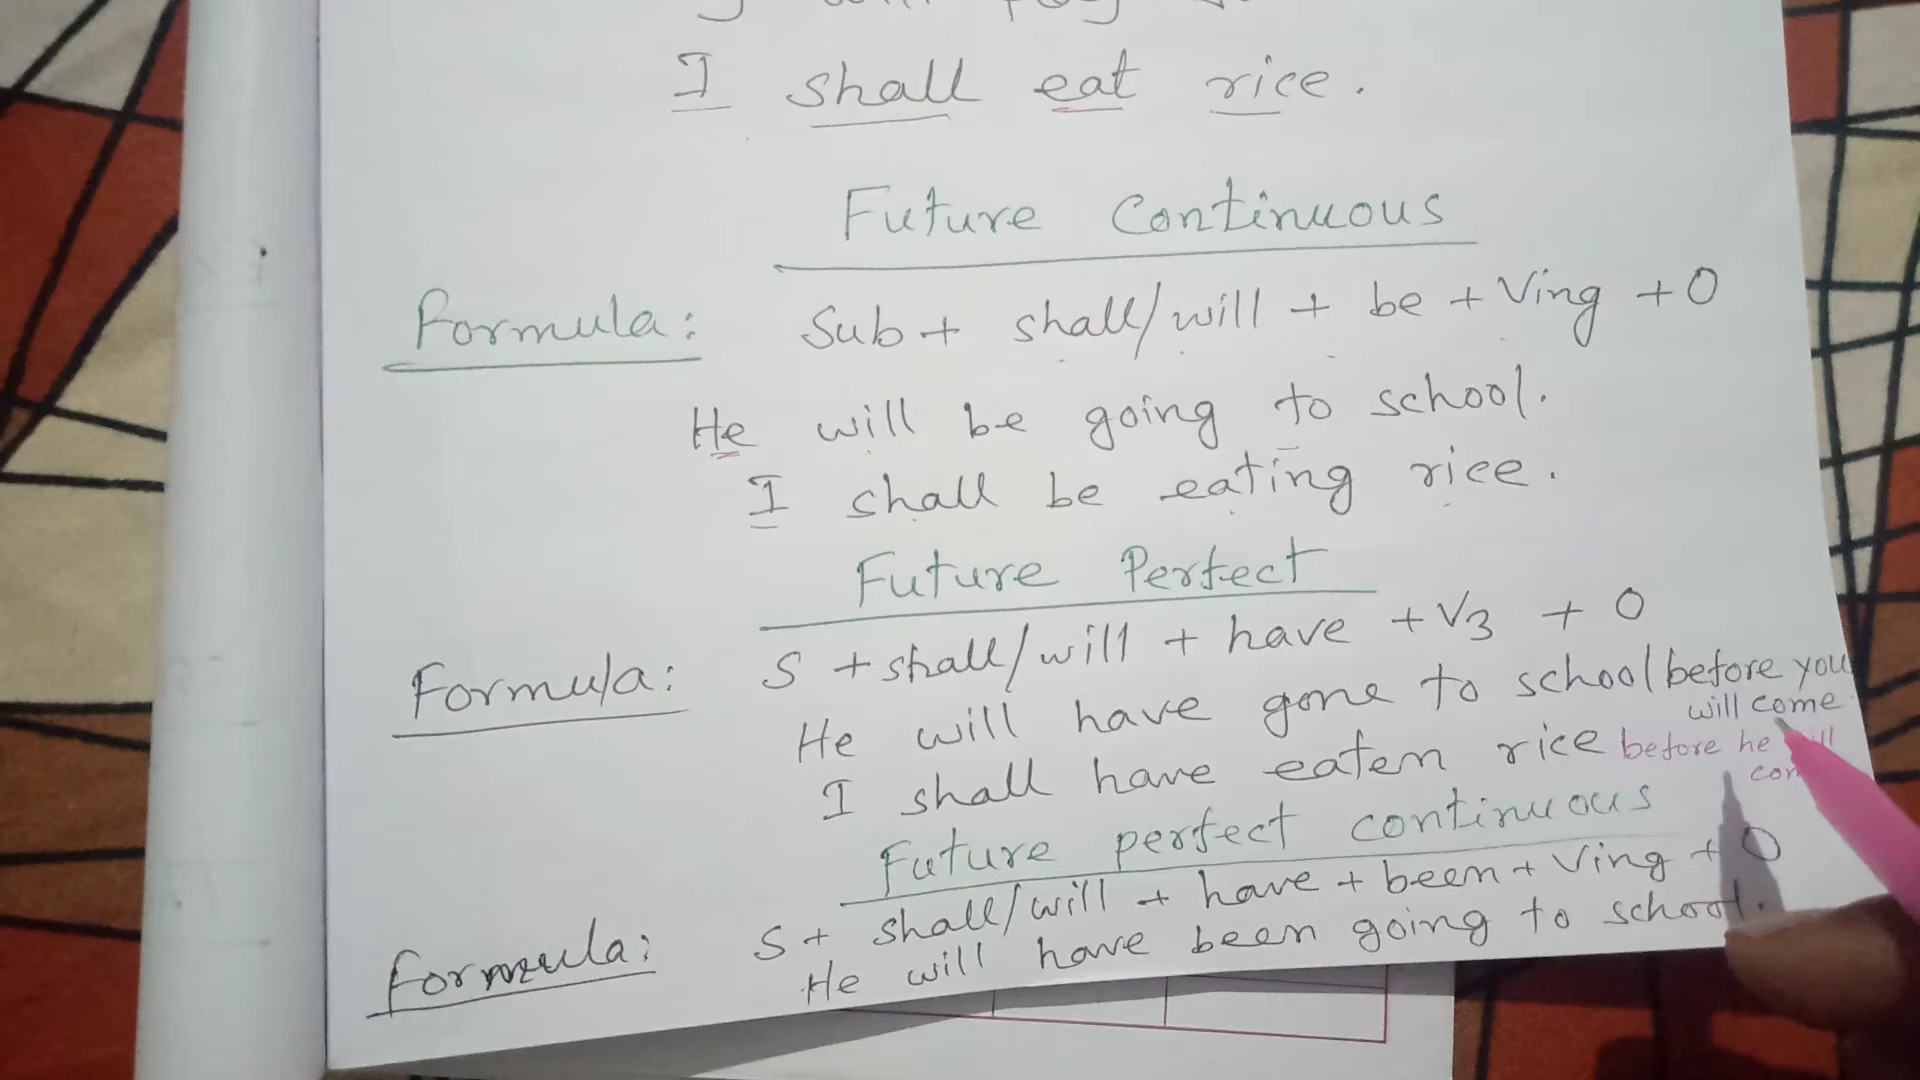 I shall eat rice.
Future Continuous
Formula: Sub + shall/will + be + Ving + O
He will be going to school.
I shall be eating rice.
Future Perfect
Formula: S + shall/will + have + V3 + O
He will have gone to school before you
will come
I shall have eaten rice before he
Future perfect continuous
Formula: S + shall/will + have + been + Ving + O
He will have been going to school.